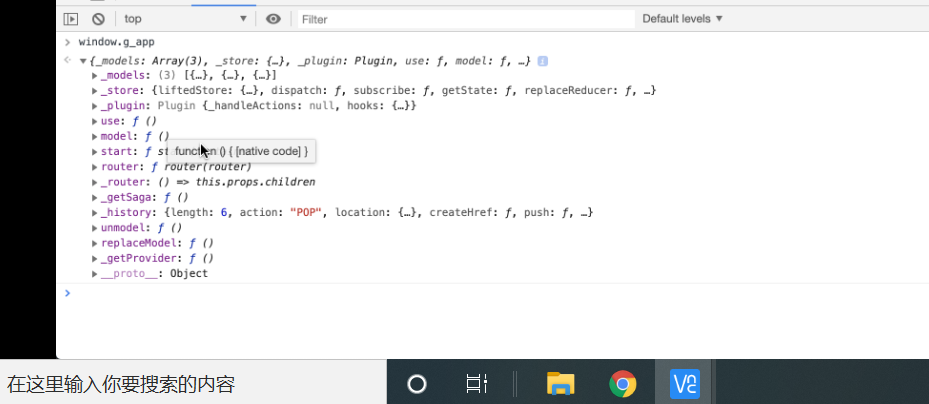 top ▼ Filter Default levels ▼
window.g_app
{_models: Array(3), _store: {…}, _plugin: Plugin, use: ƒ, model: ƒ, …}
_models: (3) [{…}, {…}, {…}]
_store: {liftedStore: {…}, dispatch: ƒ, subscribe: ƒ, getState: ƒ, replaceReducer: ƒ, …}
_plugin: Plugin {_handleActions: null, hooks: {…}}
use: ƒ ()
model: ƒ ()
start: ƒ st
function () { [native code] }
router: ƒ router(router)
_router: () => this.props.children
_getSaga: ƒ ()
_history: {length: 6, action: "POP", location: {…}, createHref: ƒ, push: ƒ, …}
unmodel: ƒ ()
replaceModel: ƒ ()
_getProvider: ƒ ()
__proto__: Object
在这里输入你要搜索的内容